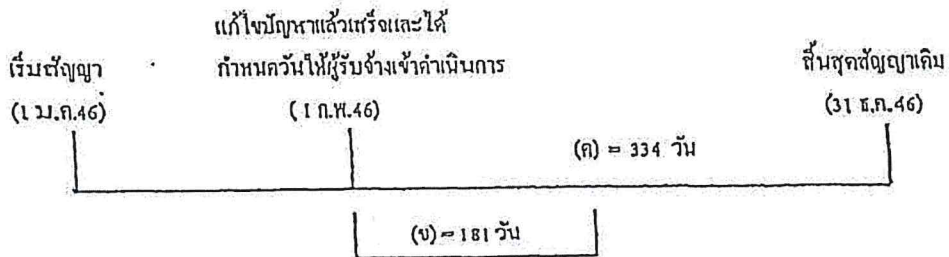 แก้ไขปัญหาแล้วเสร็จและได้
เริ่มสัญญา กำหนดวันให้ผู้รับจ้างเข้าดำเนินการ สิ้นสุดสัญญาเดิม
(1 ม.ค.46) (1 ก.พ.46) (31 ธ.ค.46)
(ค) = 334 วัน
(ข) = 181 วัน